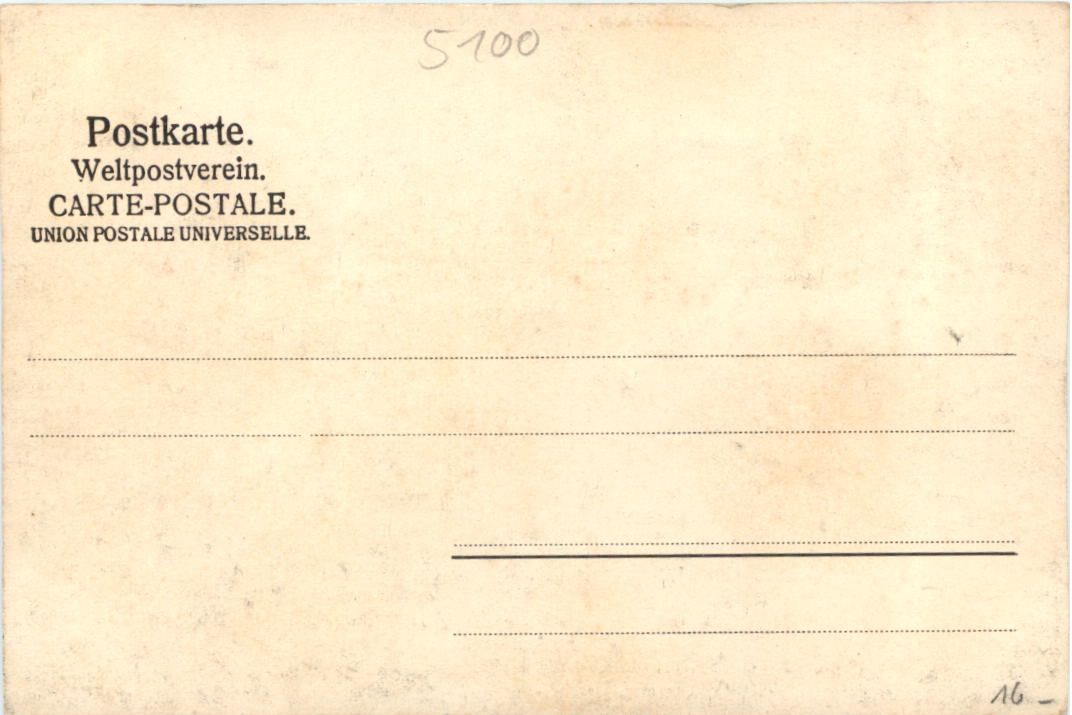 5100
Postkarte.
Weltpostverein.
CARTE-POSTALE.
UNION POSTALE UNIVERSELLE.
16 -